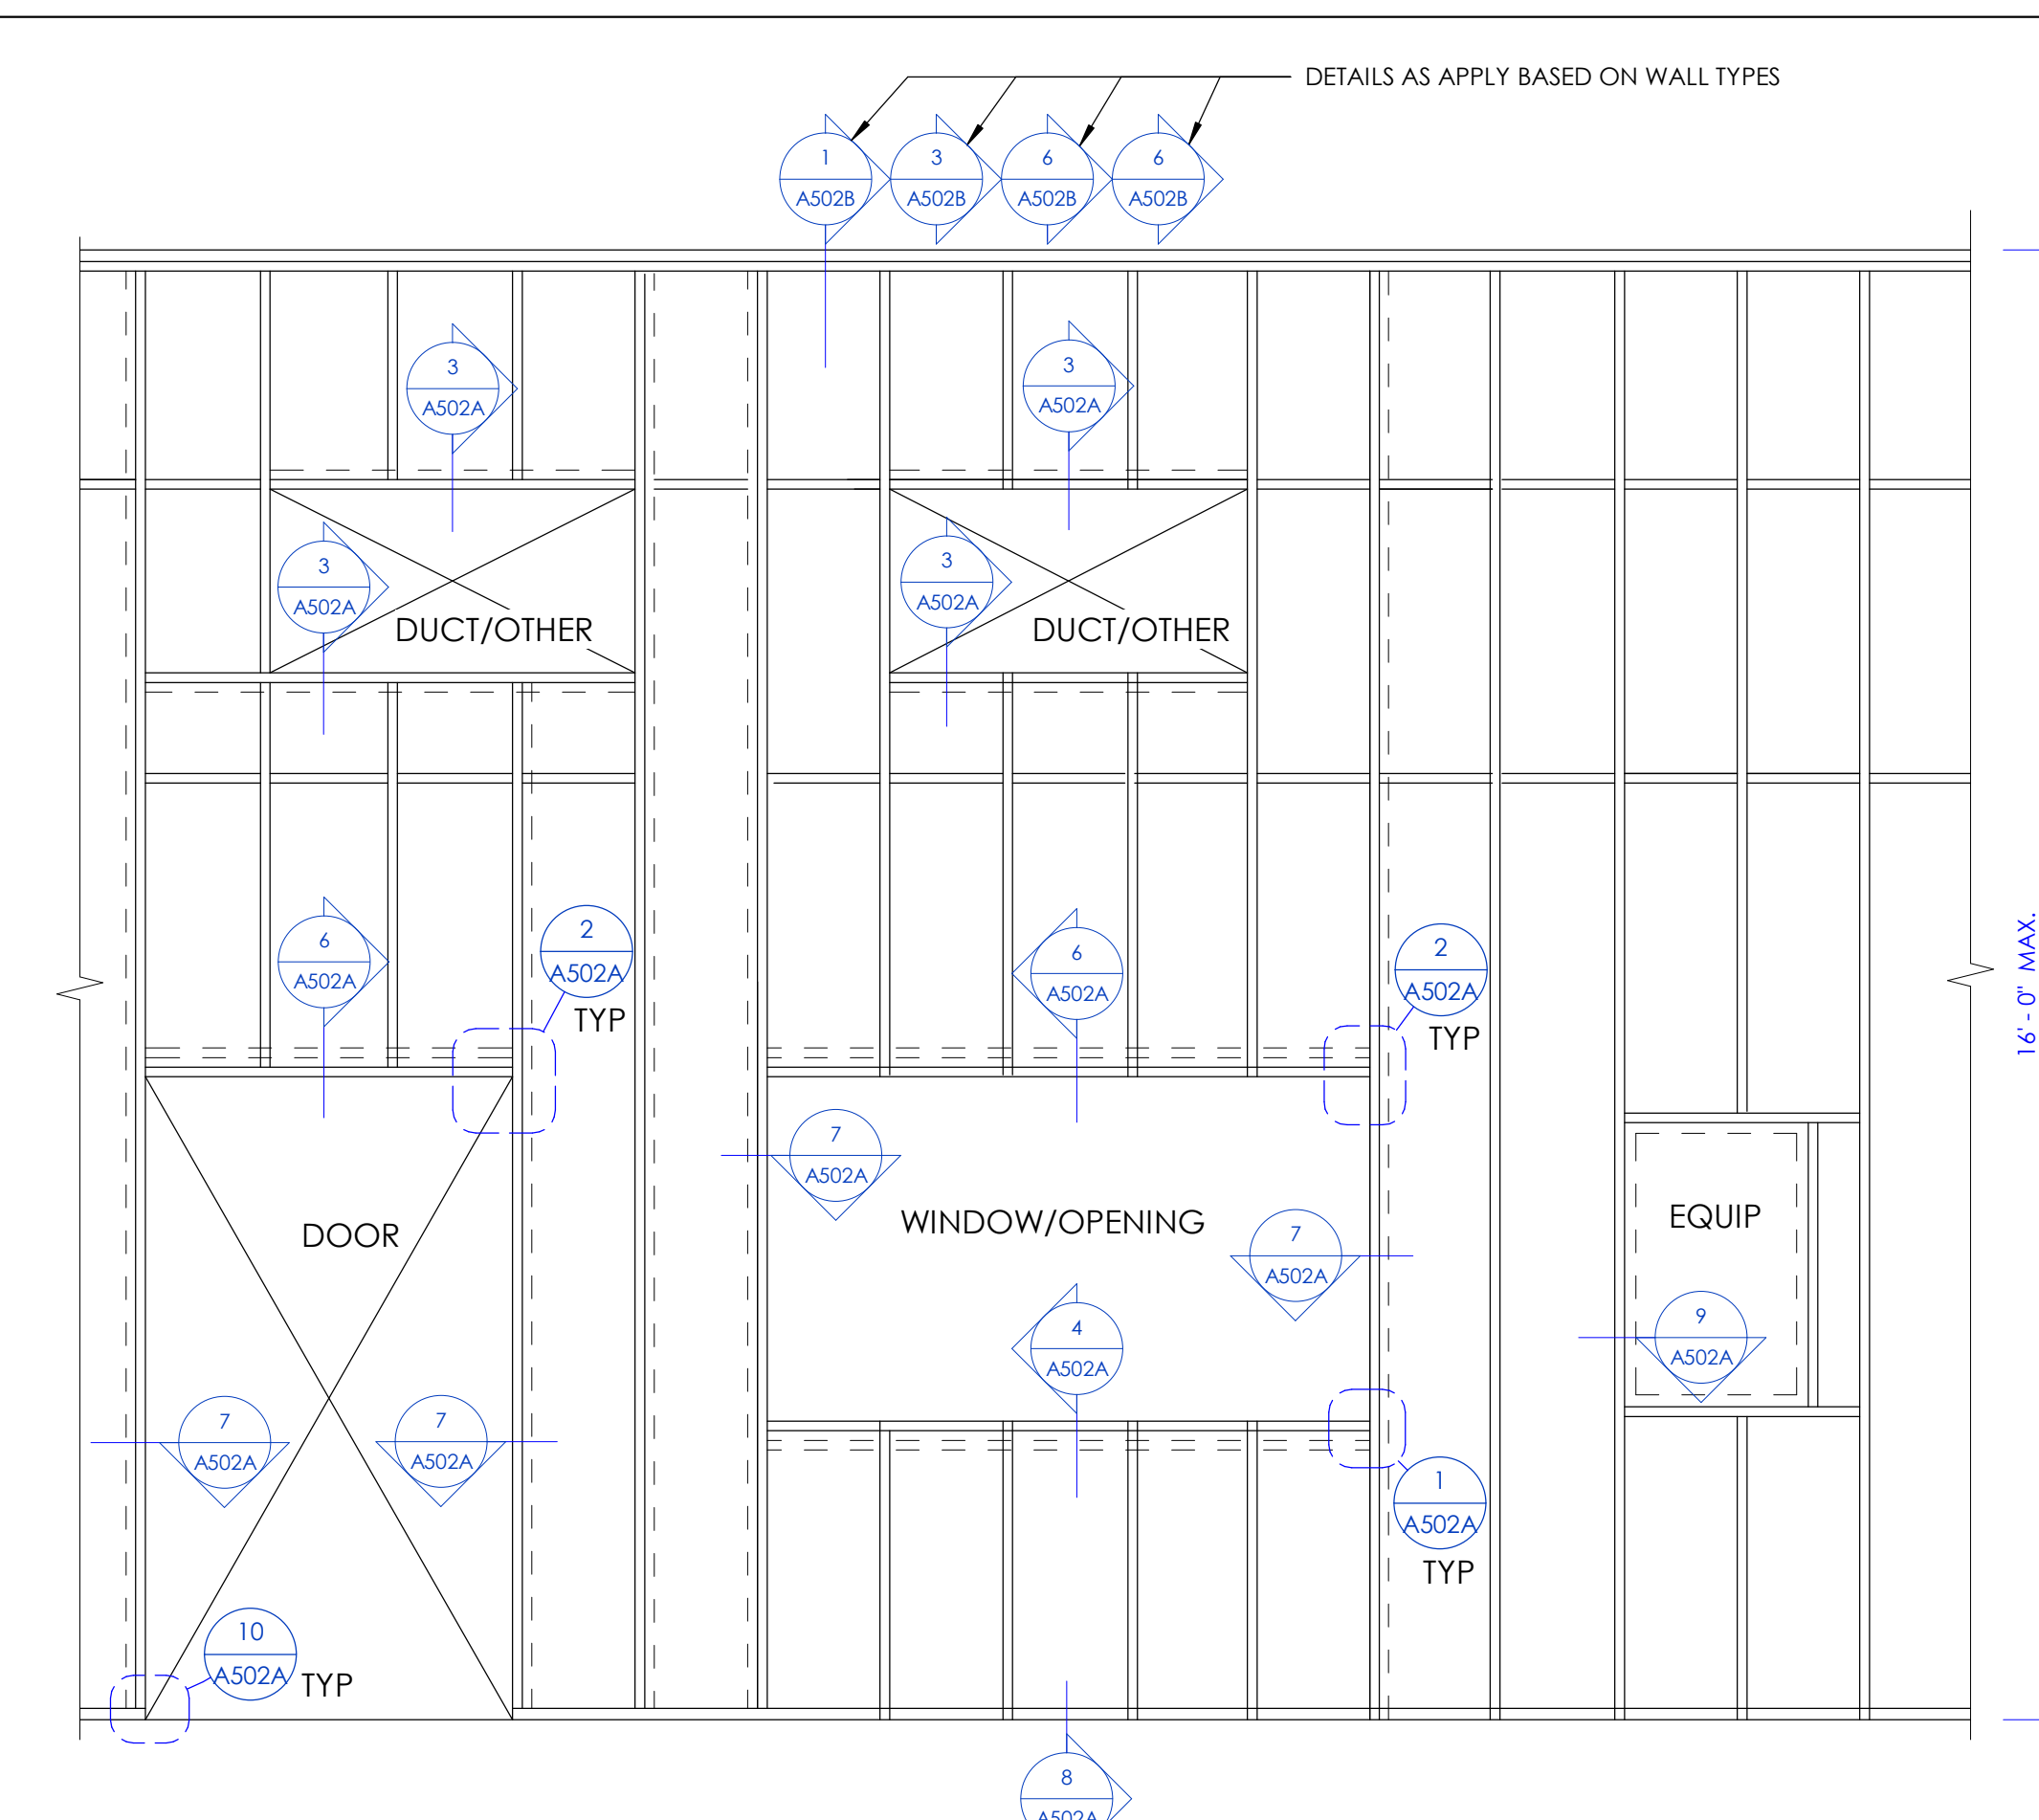 DETAILS AS APPLY BASED ON WALL TYPES
1
A502B
3
A502B
6
A502B
6
A502B
3
A502A
3
A502A
3
A502A
3
A502A
DUCT/OTHER
DUCT/OTHER
6
A502A
2
A502A
TYP
6
A502A
2
A502A
TYP
16' - 0" MAX.
7
A502A
DOOR
WINDOW/OPENING
EQUIP
7
A502A
4
A502A
9
A502A
7
A502A
7
A502A
1
A502A
TYP
10
A502A
TYP
8
A502A